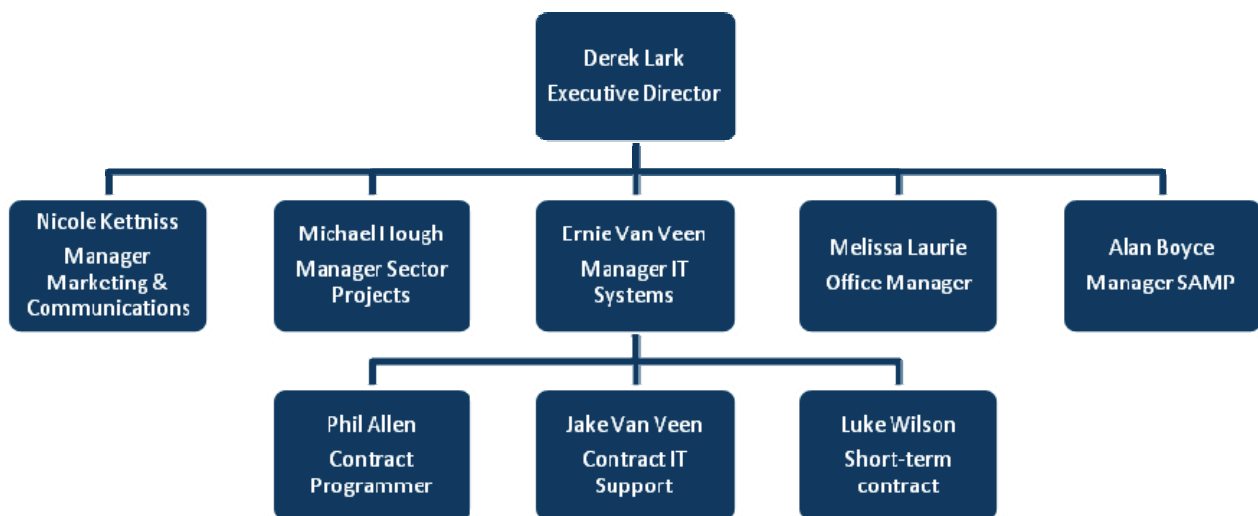 Derek Lark
Executive Director
Nicole Kettniss
Manager
Marketing &
Communications
Michael Hough
Manager Sector
Projects
Ernie Van Veen
Manager IT
Systems
Melissa Laurie
Office Manager
Alan Boyce
Manager SAMP
Phil Allen
Contract
Programmer
Jake Van Veen
Contract IT
Support
Luke Wilson
Short-term
contract